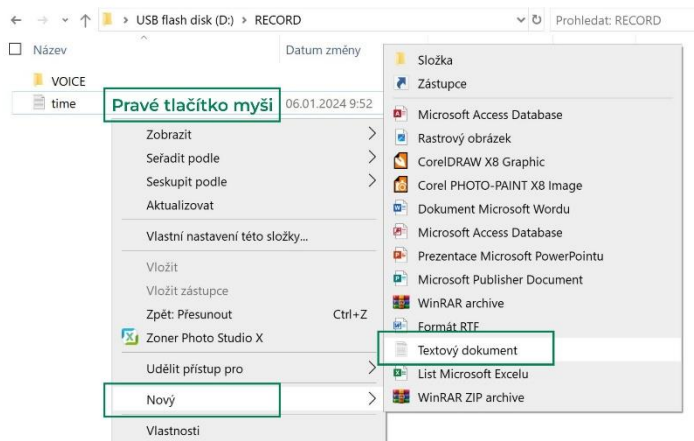 USB flash disk (D:) > RECORD
Prohledat: RECORD
Název
Datum změny
VOICE
time
06.01.2024 9:52
Pravé tlačítko myši
Zobrazit
Seřadit podle
Seskupit podle
Aktualizovat
Vlastní nastavení této složky...
Vložit
Vložit zástupce
Zpět: Přesunout Ctrl+Z
Zoner Photo Studio X
Udělit přístup pro
Nový
Vlastnosti
Složka
Zástupce
Microsoft Access Database
Rastrový obrázek
CorelDRAW X8 Graphic
Corel PHOTO-PAINT X8 Image
Dokument Microsoft Wordu
Microsoft Access Database
Prezentace Microsoft PowerPointu
Microsoft Publisher Document
WinRAR archive
Formát RTF
Textový dokument
List Microsoft Excelu
WinRAR ZIP archive